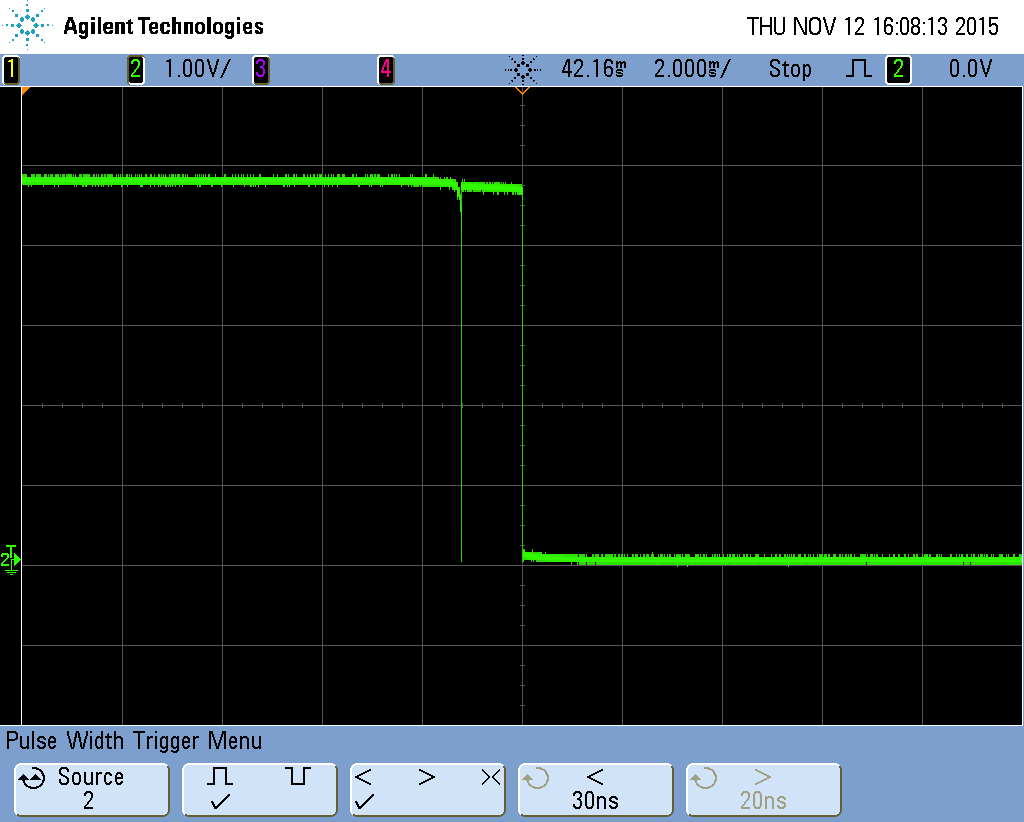 Agilent Technologies THU NOV 12 16:08:13 2015
1 2 1.00V/ 3 4 42.16ms 2.000ms/ Stop 2 0.0V
2
Pulse Width Trigger Menu
Source < > >< < >
2 30ns 20ns